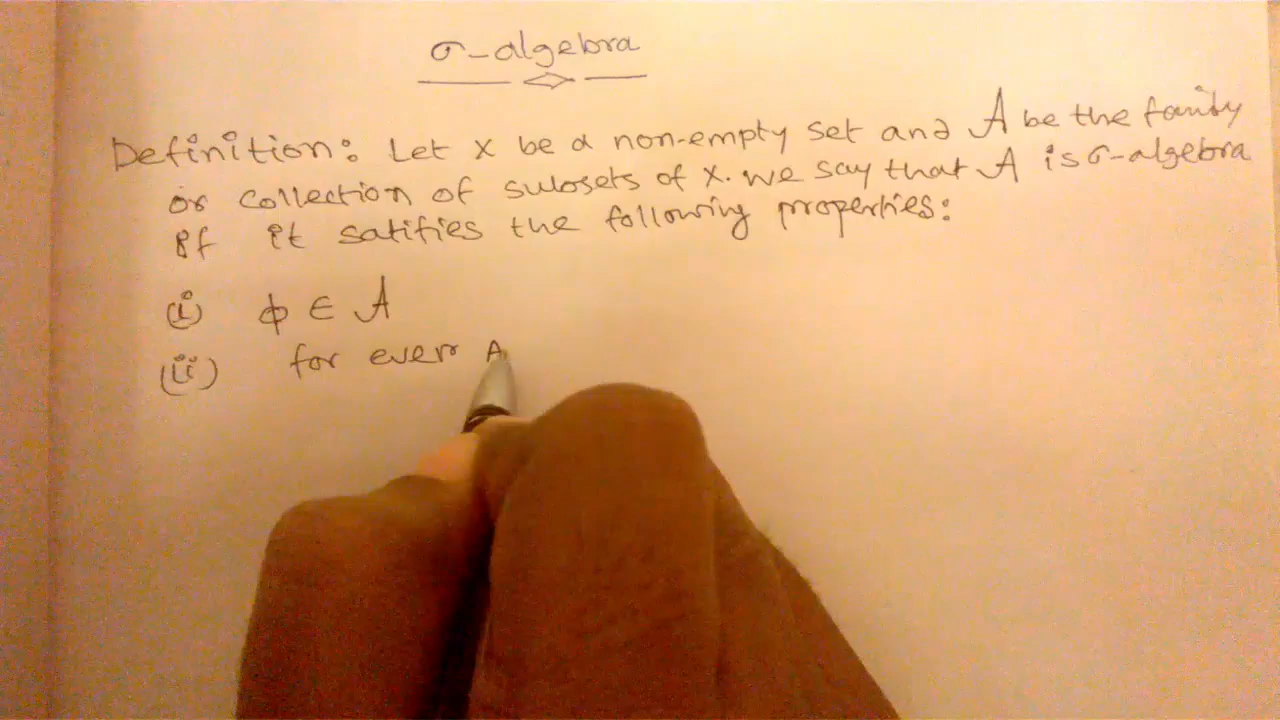 σ-algebra
Definition: Let X be a non-empty set and A be the family
or collection of subsets of X. we say that A is σ-algebra
if it satifies the following properties:
(i) ϕ ∈ A
(ii) for ever A